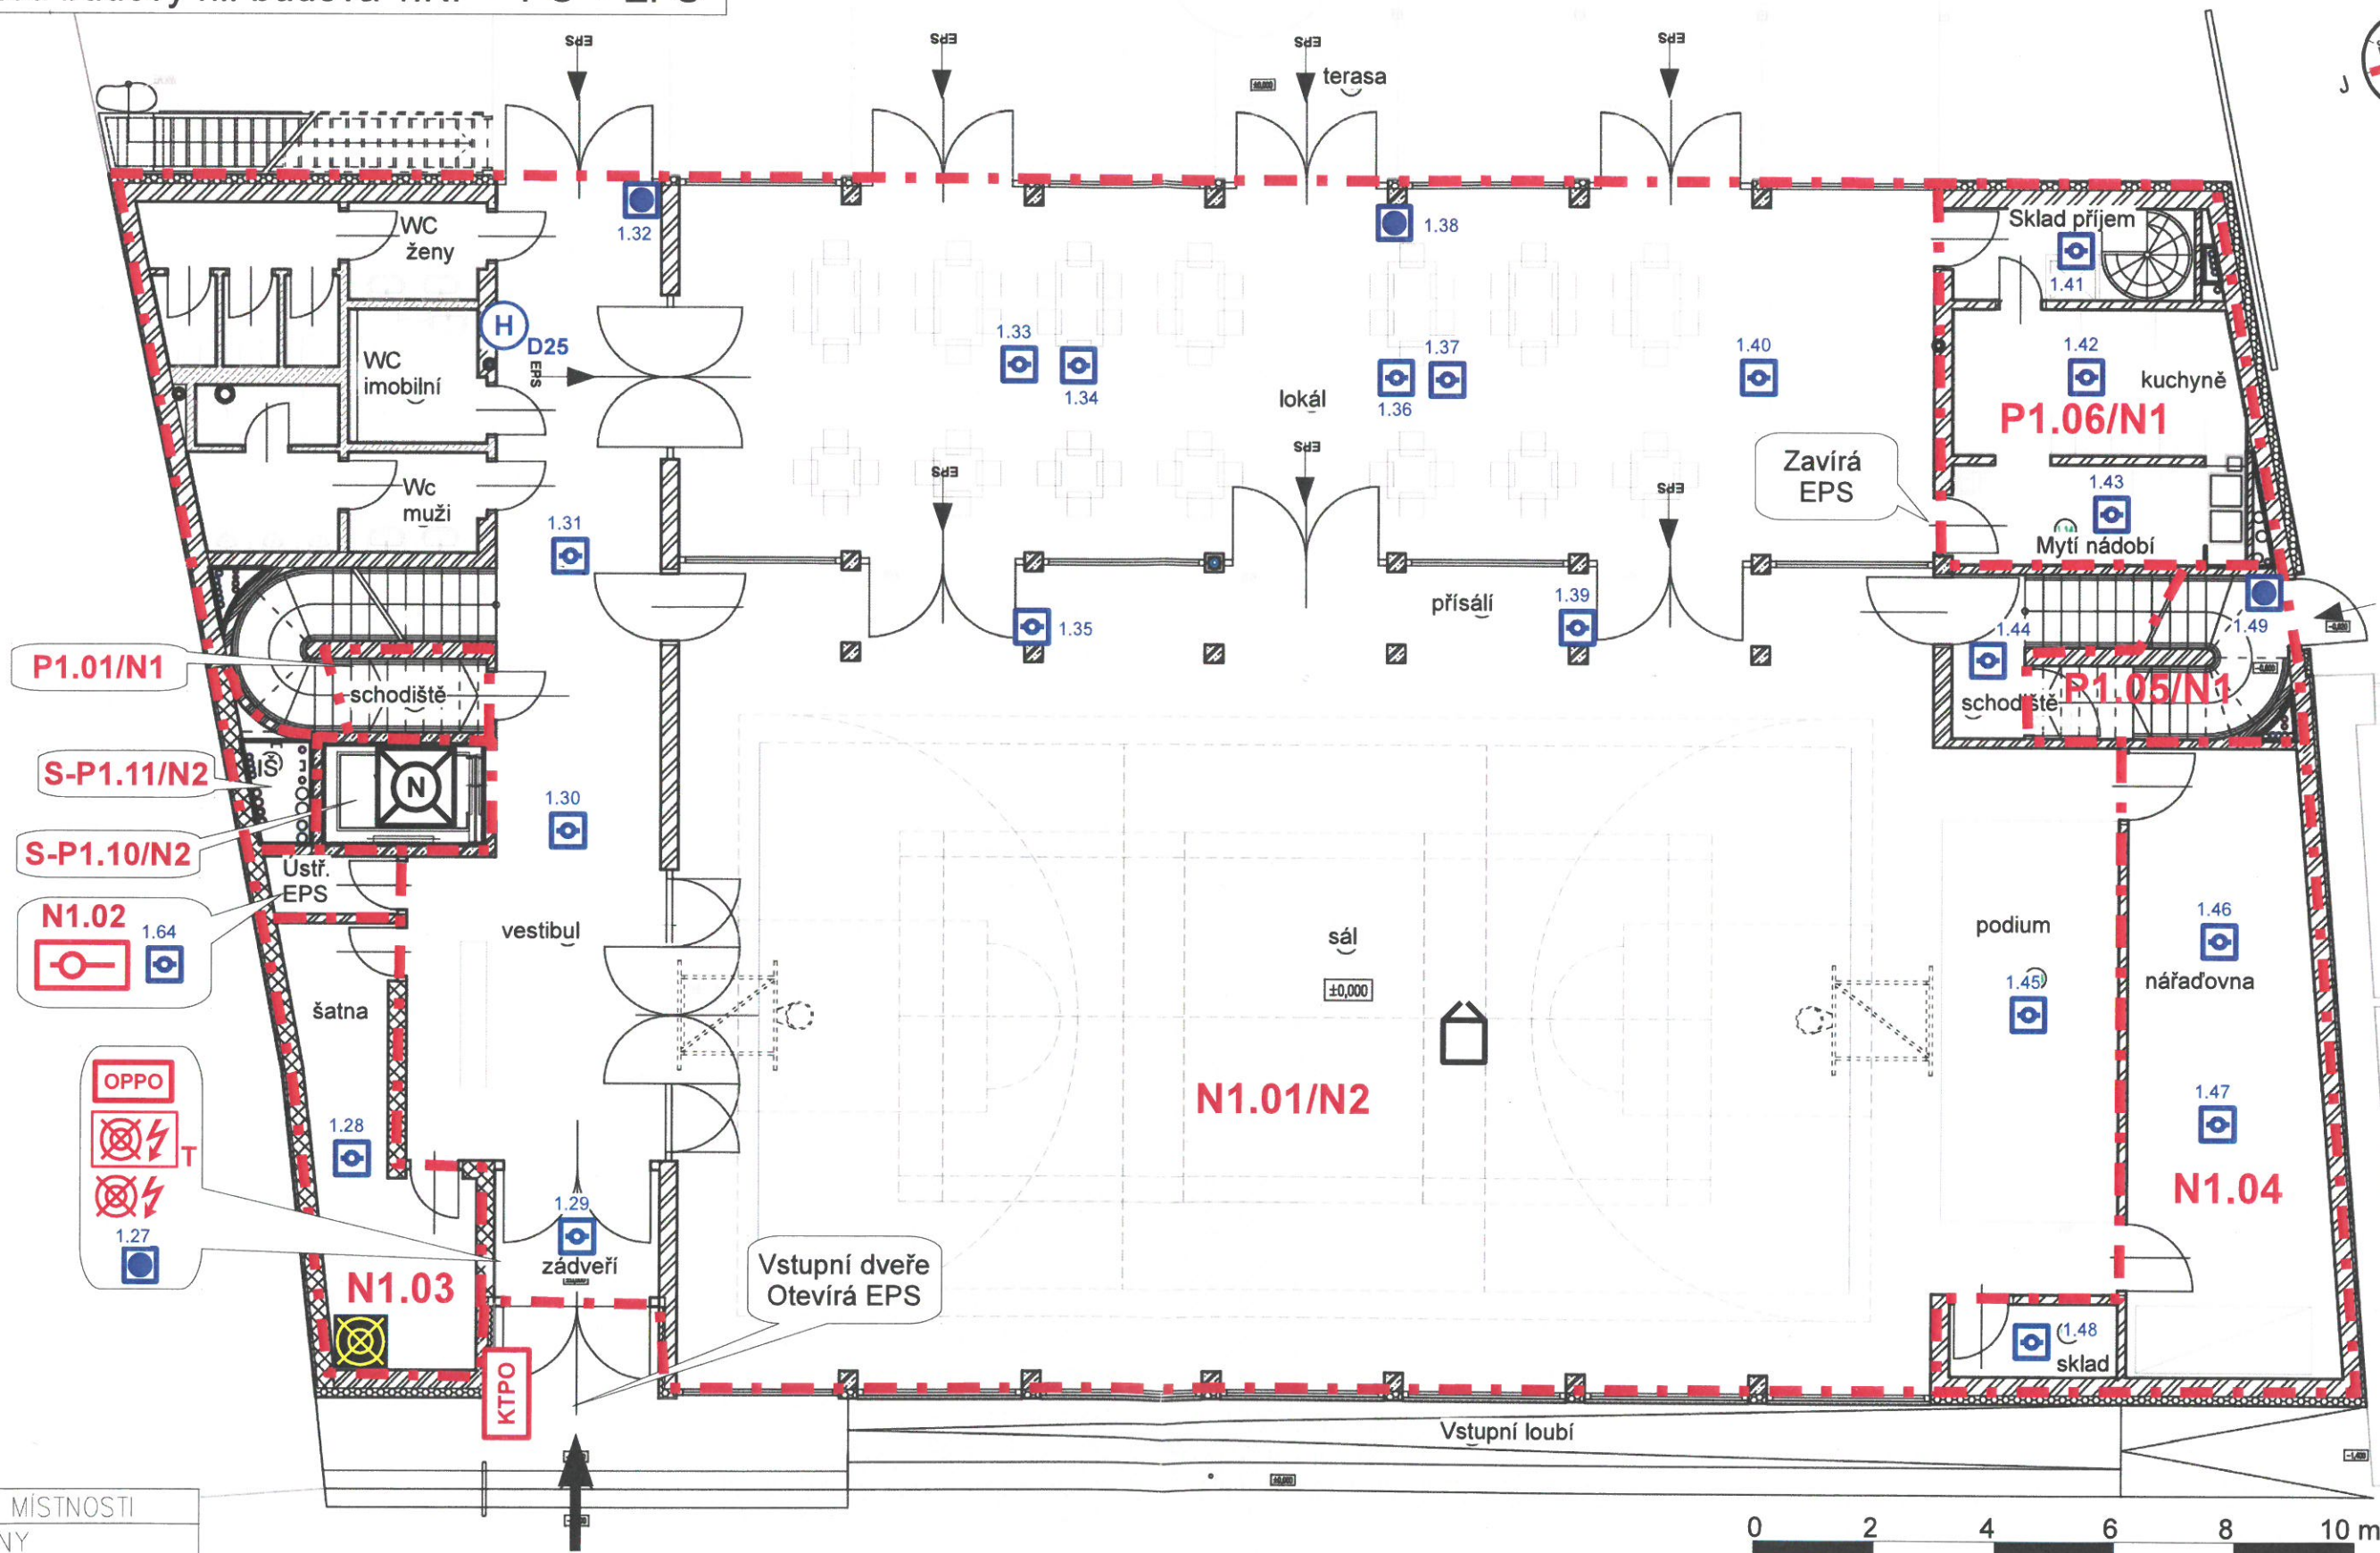 EPS
EPS
EPS
EPS
terasa
J
WC
ženy
1.32
1.38
Sklad příjem
1.41
H
D25
EPS
WC
imobilní
1.33
1.34
1.36
1.37
1.40
lokál
1.42
kuchyně
P1.06/N1
Zavírá
EPS
EPS
EPS
EPS
Wc
muži
1.43
Mytí nádobí
1.31
1.35
přísálí
1.39
1.44
1.49
P1.01/N1
schodiště
schodiště
P1.05/N1
IŠ
S-P1.11/N2
N
S-P1.10/N2
1.30
Ústř.
EPS
N1.02
1.64
vestibul
sál
±0,000
podium
1.45
1.46
nářaďovna
šatna
OPPO
T
1.27
1.28
N1.01/N2
1.47
N1.04
1.29
zádveří
N1.03
Vstupní dveře
Otevírá EPS
KTPO
1.48
sklad
Vstupní loubí
MÍSTNOSTI
NY
0 2 4 6 8 10 m